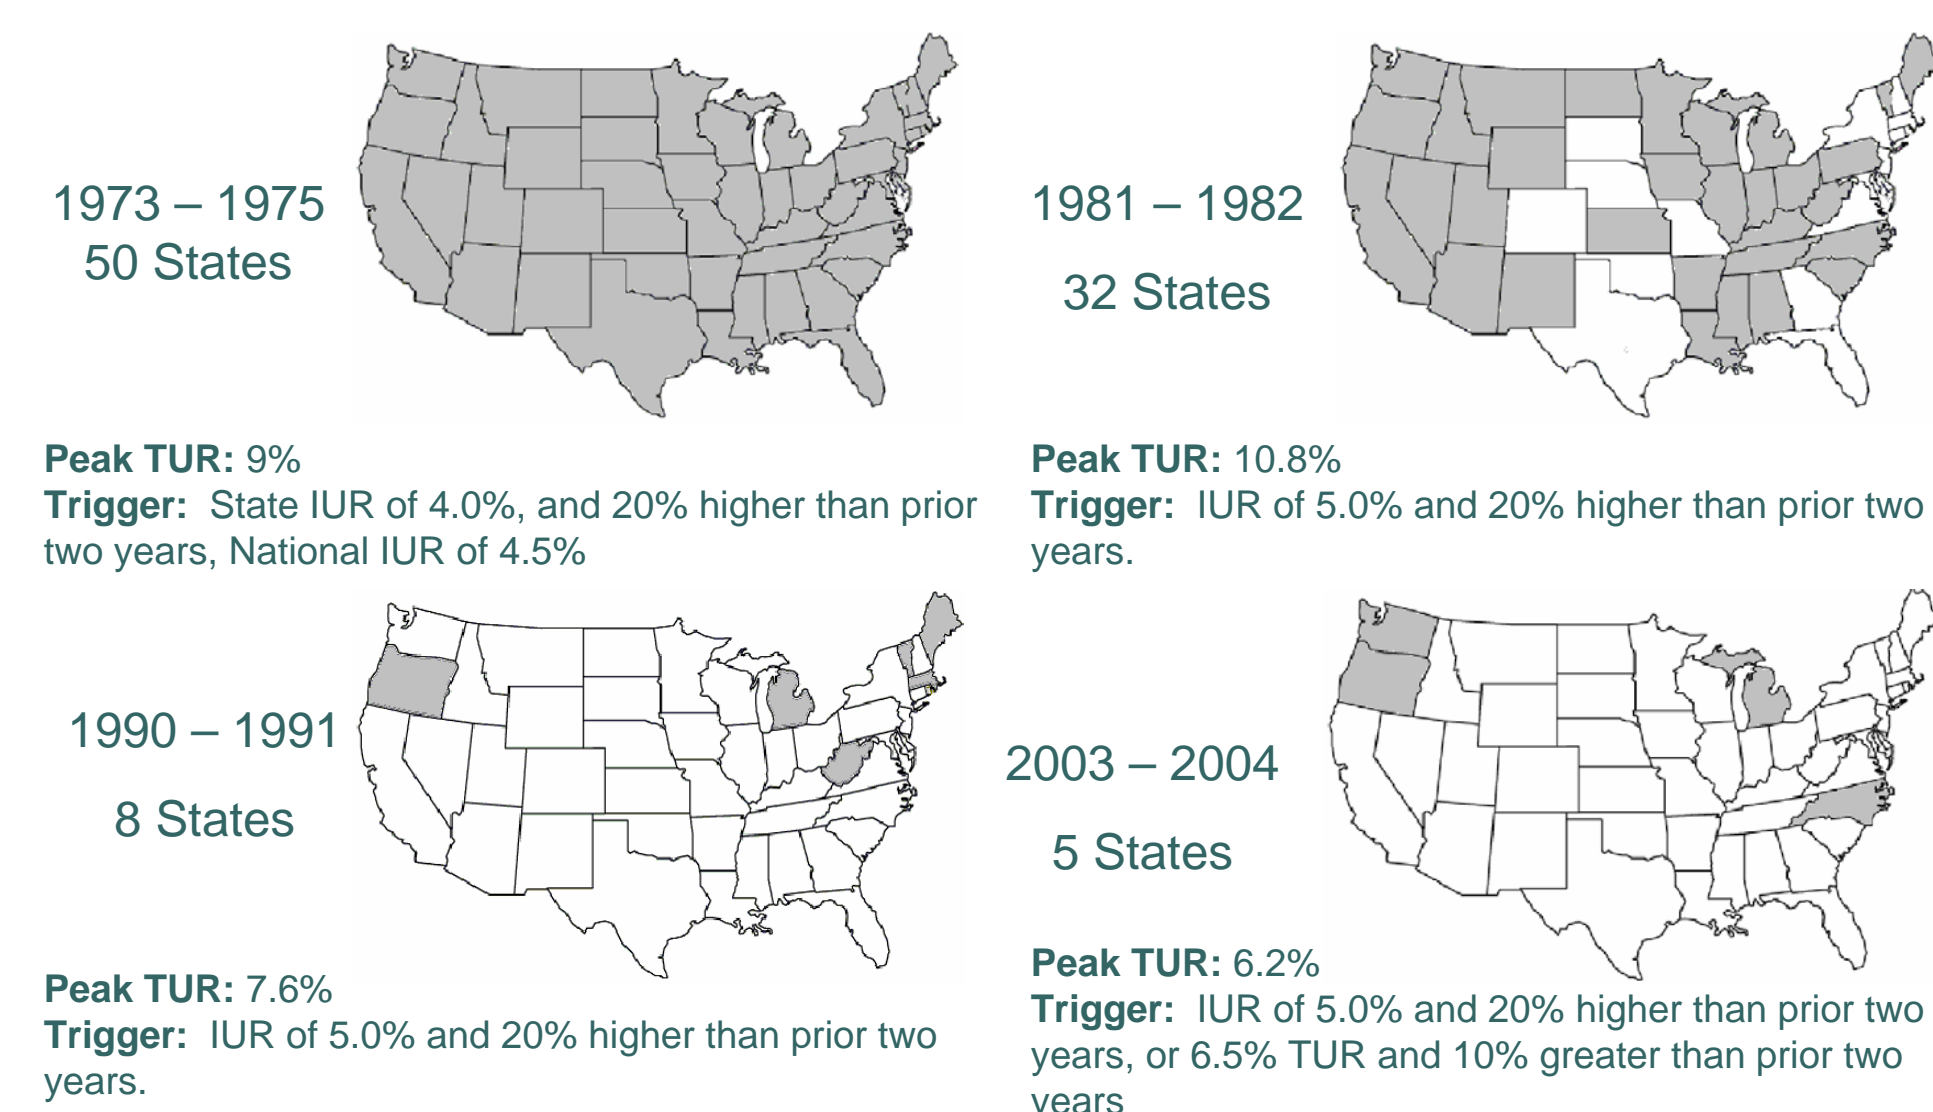 1973 – 1975
50 States
Peak TUR: 9%
Trigger: State IUR of 4.0%, and 20% higher than prior
two years, National IUR of 4.5%
1981 – 1982
32 States
Peak TUR: 10.8%
Trigger: IUR of 5.0% and 20% higher than prior two
years.
1990 – 1991
8 States
Peak TUR: 7.6%
Trigger: IUR of 5.0% and 20% higher than prior two
years.
2003 – 2004
5 States
Peak TUR: 6.2%
Trigger: IUR of 5.0% and 20% higher than prior two
years, or 6.5% TUR and 10% greater than prior two
years